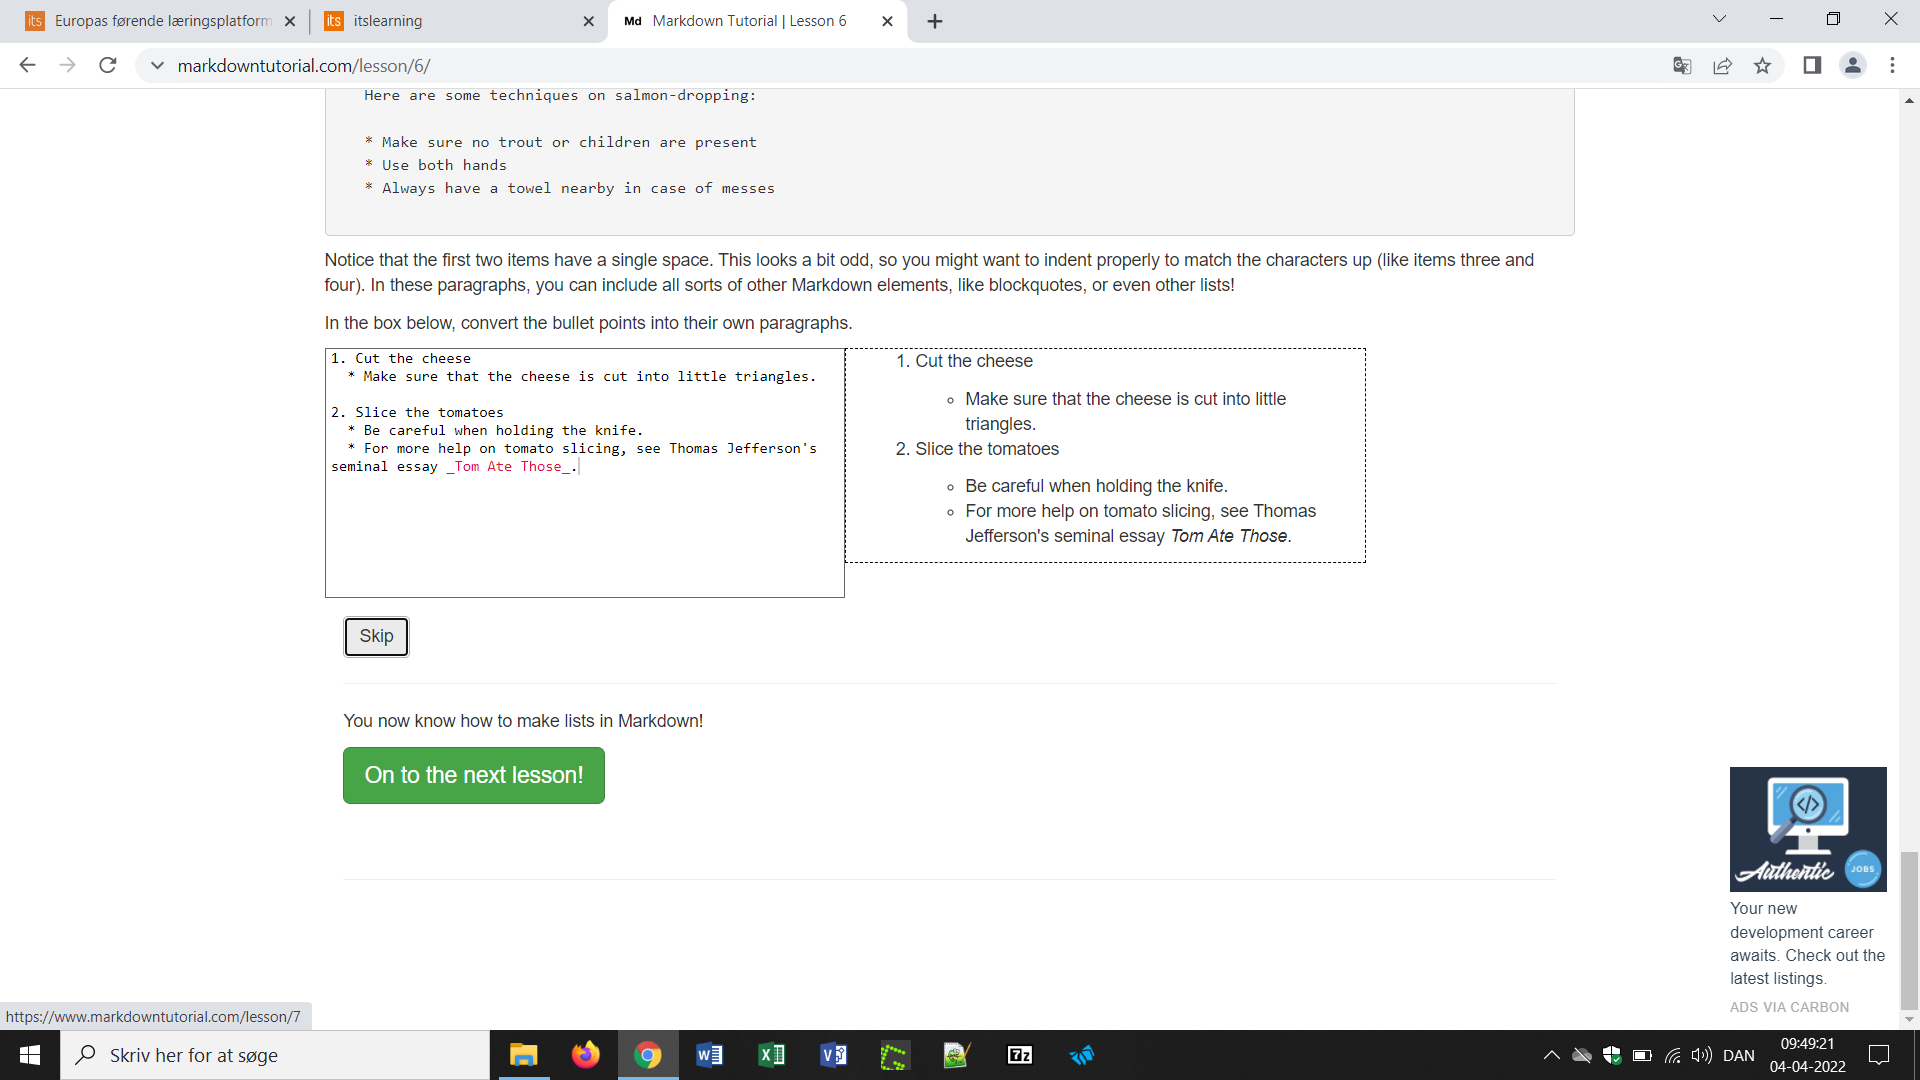 its Europas førende læringsplatform
its itslearning
Md Markdown Tutorial | Lesson 6
markdowntutorial.com/lesson/6/
Here are some techniques on salmon-dropping:
* Make sure no trout or children are present
* Use both hands
* Always have a towel nearby in case of messes
Notice that the first two items have a single space. This looks a bit odd, so you might want to indent properly to match the characters up (like items three and
four). In these paragraphs, you can include all sorts of other Markdown elements, like blockquotes, or even other lists!
In the box below, convert the bullet points into their own paragraphs.
1. Cut the cheese
* Make sure that the cheese is cut into little triangles.
2. Slice the tomatoes
* Be careful when holding the knife.
* For more help on tomato slicing, see Thomas Jefferson's
seminal essay _Tom Ate Those_.
1. Cut the cheese
Make sure that the cheese is cut into little
triangles.
2. Slice the tomatoes
Be careful when holding the knife.
For more help on tomato slicing, see Thomas
Jefferson's seminal essay Tom Ate Those.
Skip
You now know how to make lists in Markdown!
On to the next lesson!
</>
Authentic JOBS
Your new
development career
awaits. Check out the
latest listings.
ADS VIA CARBON
https://www.markdowntutorial.com/lesson/7
Skriv her for at søge
7z
DAN
09:49:21
04-04-2022